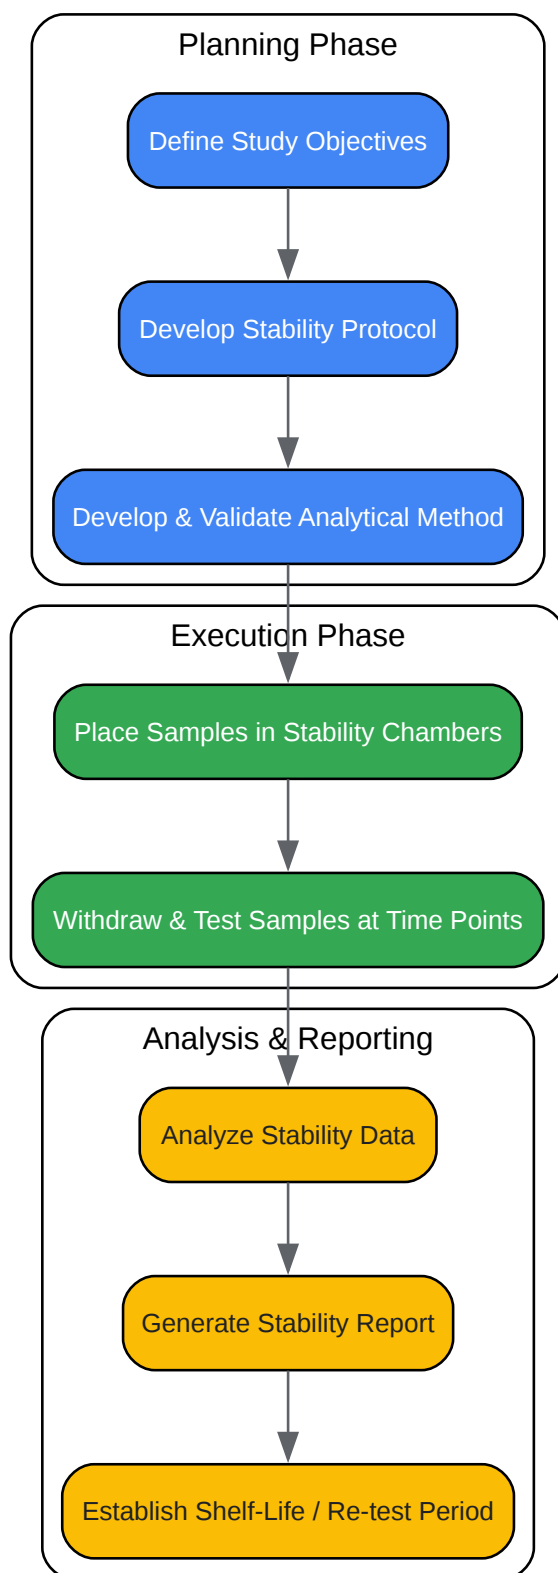 Planning Phase
Define Study Objectives
Develop Stability Protocol
Develop & Validate Analytical Method
Execution Phase
Place Samples in Stability Chambers
Withdraw & Test Samples at Time Points
Analysis & Reporting
Analyze Stability Data
Generate Stability Report
Establish Shelf-Life / Re-test Period